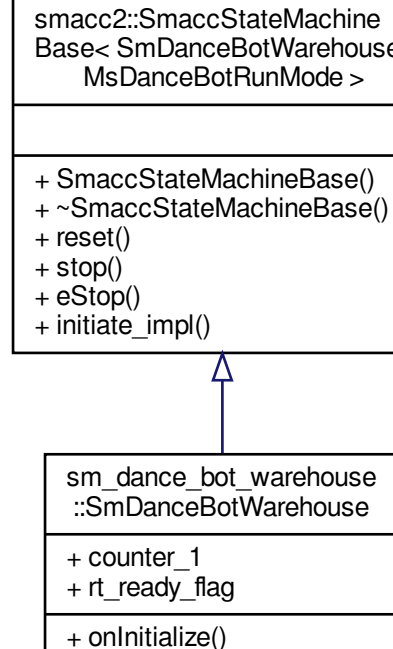 smacc2::SmaccStateMachine
Base< SmDanceBotWarehouse
MsDanceBotRunMode >
+ SmaccStateMachineBase()
+ ~SmaccStateMachineBase()
+ reset()
+ stop()
+ eStop()
+ initiate_impl()
sm_dance_bot_warehouse
::SmDanceBotWarehouse
+ counter_1
+ rt_ready_flag
+ onInitialize()